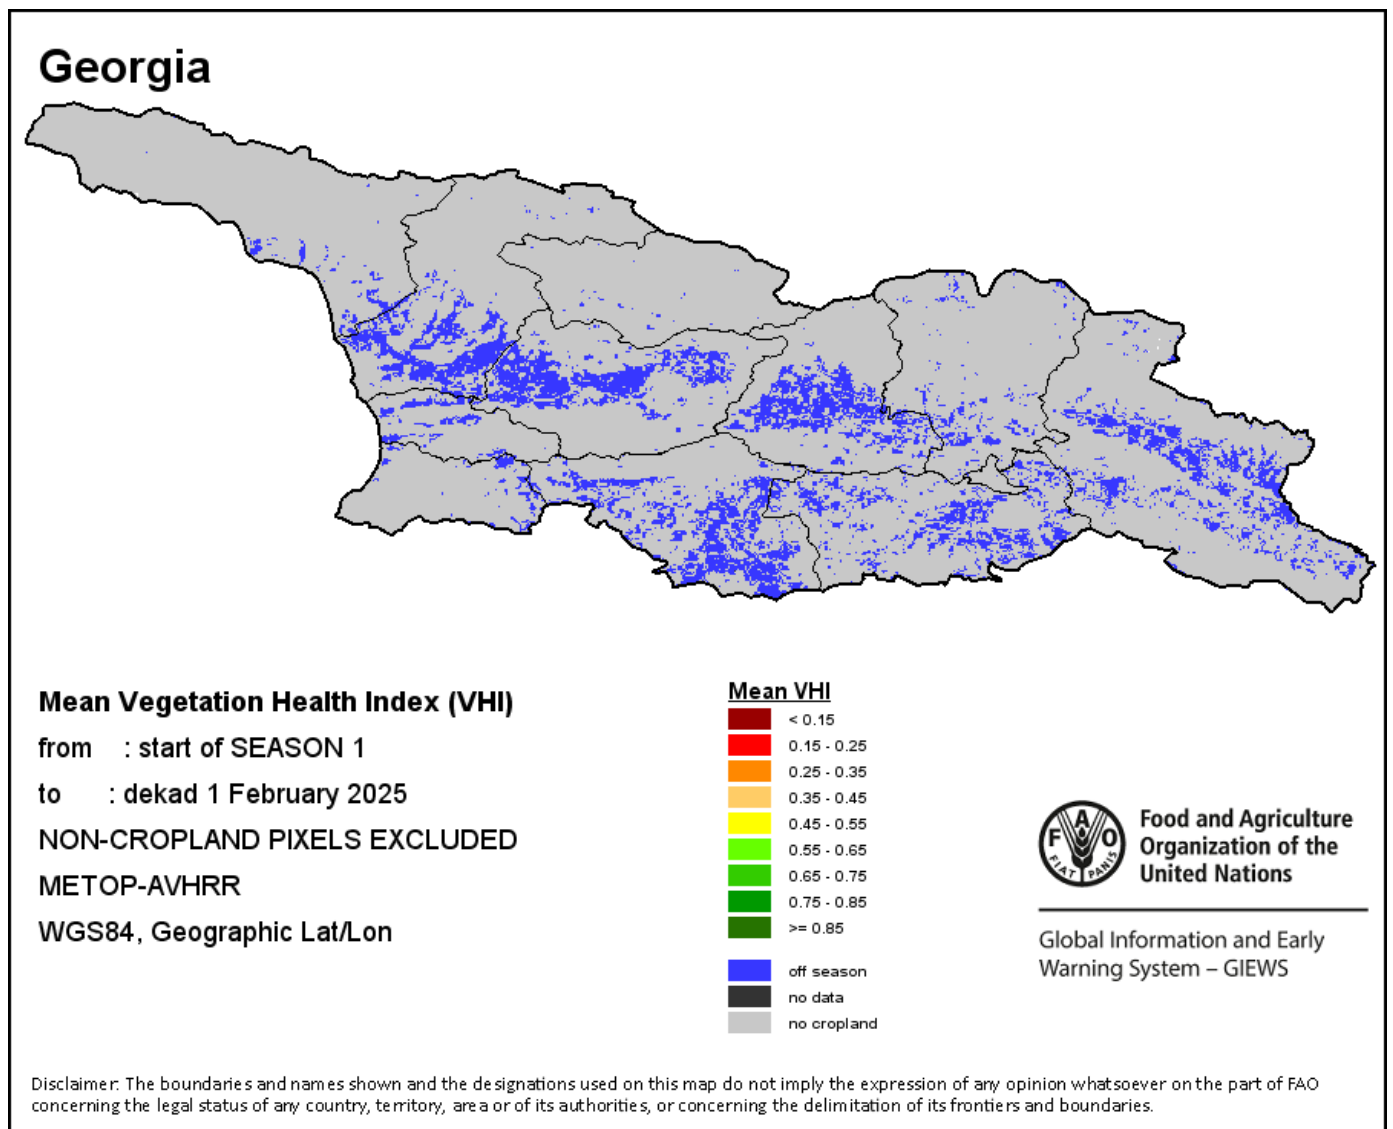 Georgia
Mean Vegetation Health Index (VHI)
from : start of SEASON 1
to : dekad 1 February 2025
NON-CROPLAND PIXELS EXCLUDED
METOP-AVHRR
WGS84, Geographic Lat/Lon
Mean VHI
< 0.15
0.15 - 0.25
0.25 - 0.35
0.35 - 0.45
0.45 - 0.55
0.55 - 0.65
0.65 - 0.75
0.75 - 0.85
>= 0.85
off season
no data
no cropland
F A O
FIAT PANIS
Food and Agriculture
Organization of the
United Nations
Global Information and Early
Warning System – GIEWS
Disclaimer: The boundaries and names shown and the designations used on this map do not imply the expression of any opinion whatsoever on the part of FAO
concerning the legal status of any country, territory, area or of its authorities, or concerning the delimitation of its frontiers and boundaries.